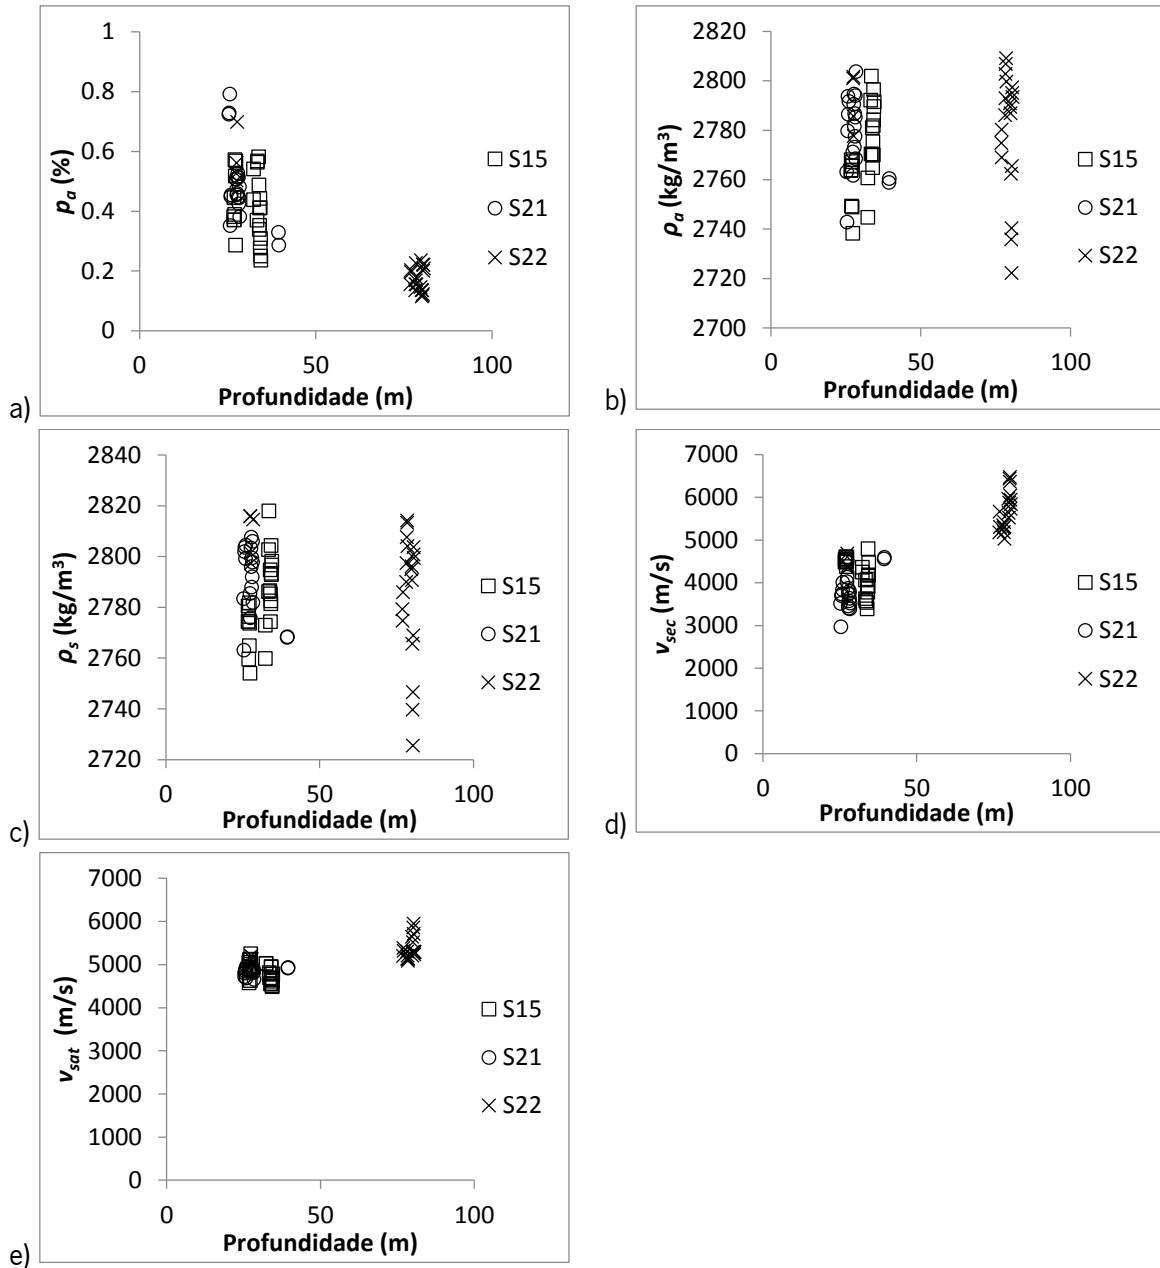 1
0.8
0.6
0.4
0.2
0
p_a (%)
0 50 100
Profundidade (m)
S15
S21
S22
a)
2820
2800
2780
2760
2740
2720
2700
ρ_a (kg/m³)
0 50 100
Profundidade (m)
S15
S21
S22
b)
2840
2820
2800
2780
2760
2740
2720
ρ_s (kg/m³)
0 50 100
Profundidade (m)
S15
S21
S22
c)
7000
6000
5000
4000
3000
2000
1000
0
v_sec (m/s)
0 50 100
Profundidade (m)
S15
S21
S22
d)
7000
6000
5000
4000
3000
2000
1000
0
v_sat (m/s)
0 50 100
Profundidade (m)
S15
S21
S22
e)